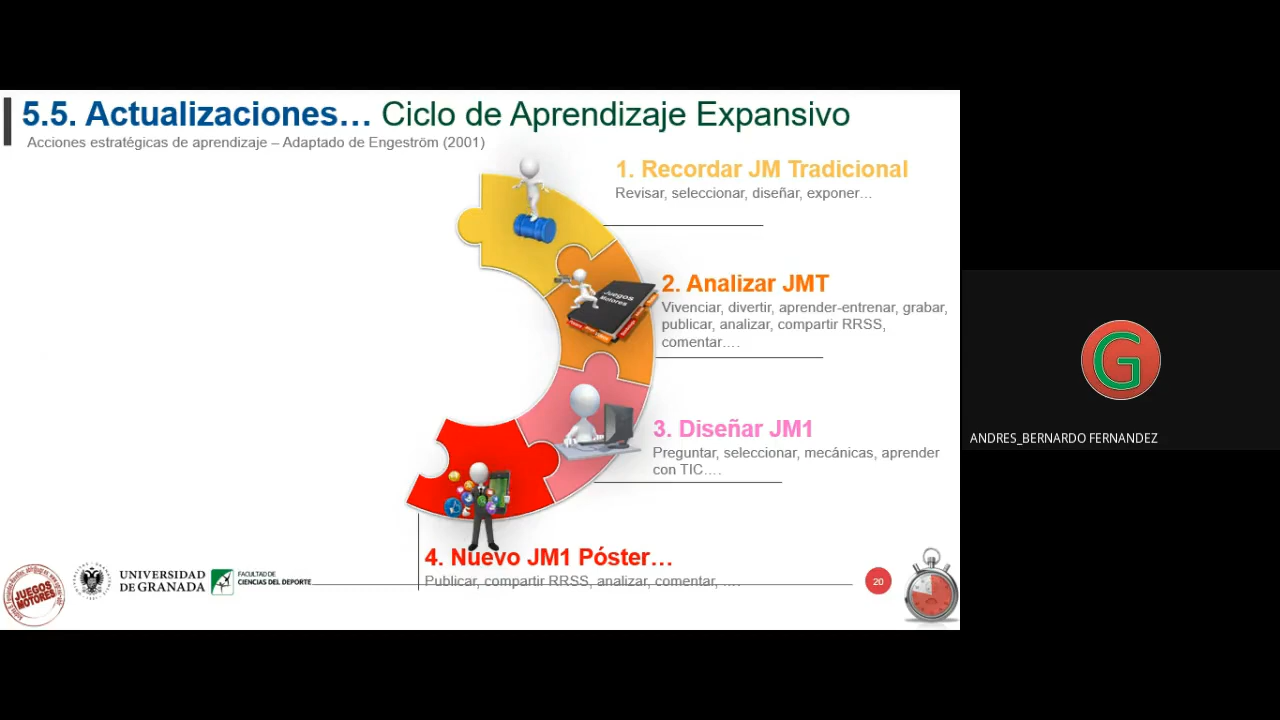 5.5. Actualizaciones… Ciclo de Aprendizaje Expansivo
Acciones estratégicas de aprendizaje – Adaptado de Engeström (2001)
1. Recordar JM Tradicional
Revisar, seleccionar, diseñar, exponer…
Juegos
Motores
2. Analizar JMT
Vivenciar, divertir, aprender-entrenar, grabar,
publicar, analizar, compartir RRSS,
comentar….
3. Diseñar JM1
Preguntar, seleccionar, mecánicas, aprender
con TIC….
4. Nuevo JM1 Póster…
Publicar, compartir RRSS, analizar, comentar, ….
JUEGOS
MOTORES
UNIVERSIDAD
DE GRANADA
FACULTAD DE
CIENCIAS DEL DEPORTE
20
G
ANDRES_BERNARDO FERNANDEZ